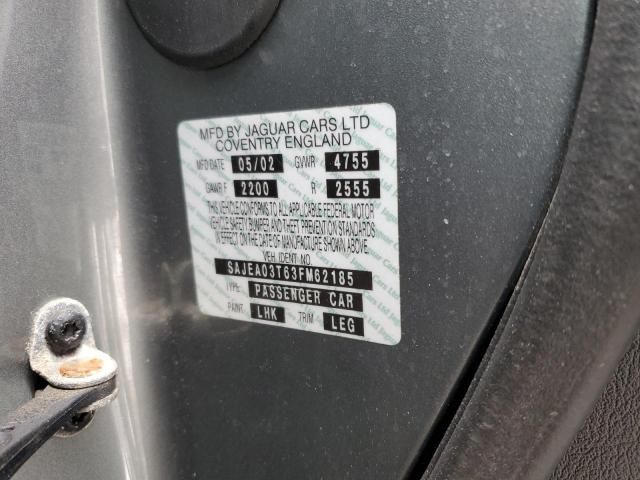 MFD BY JAGUAR CARS LTD
COVENTRY ENGLAND
MFD DATE 05/02 GVWR 4755
GAWR F 2200 R 2555
THIS VEHICLE CONFORMS TO ALL APPLICABLE FEDERAL MOTOR
VEHICLE SAFETY BUMPER, AND THEFT PREVENTION STANDARDS
IN EFFECT ON THE DATE OF MANUFACTURE SHOWN ABOVE.
VEH. IDENT NO.
SAJEA03T63FM62185
TYPE PASSENGER CAR
PAINT LHK TRIM LEG